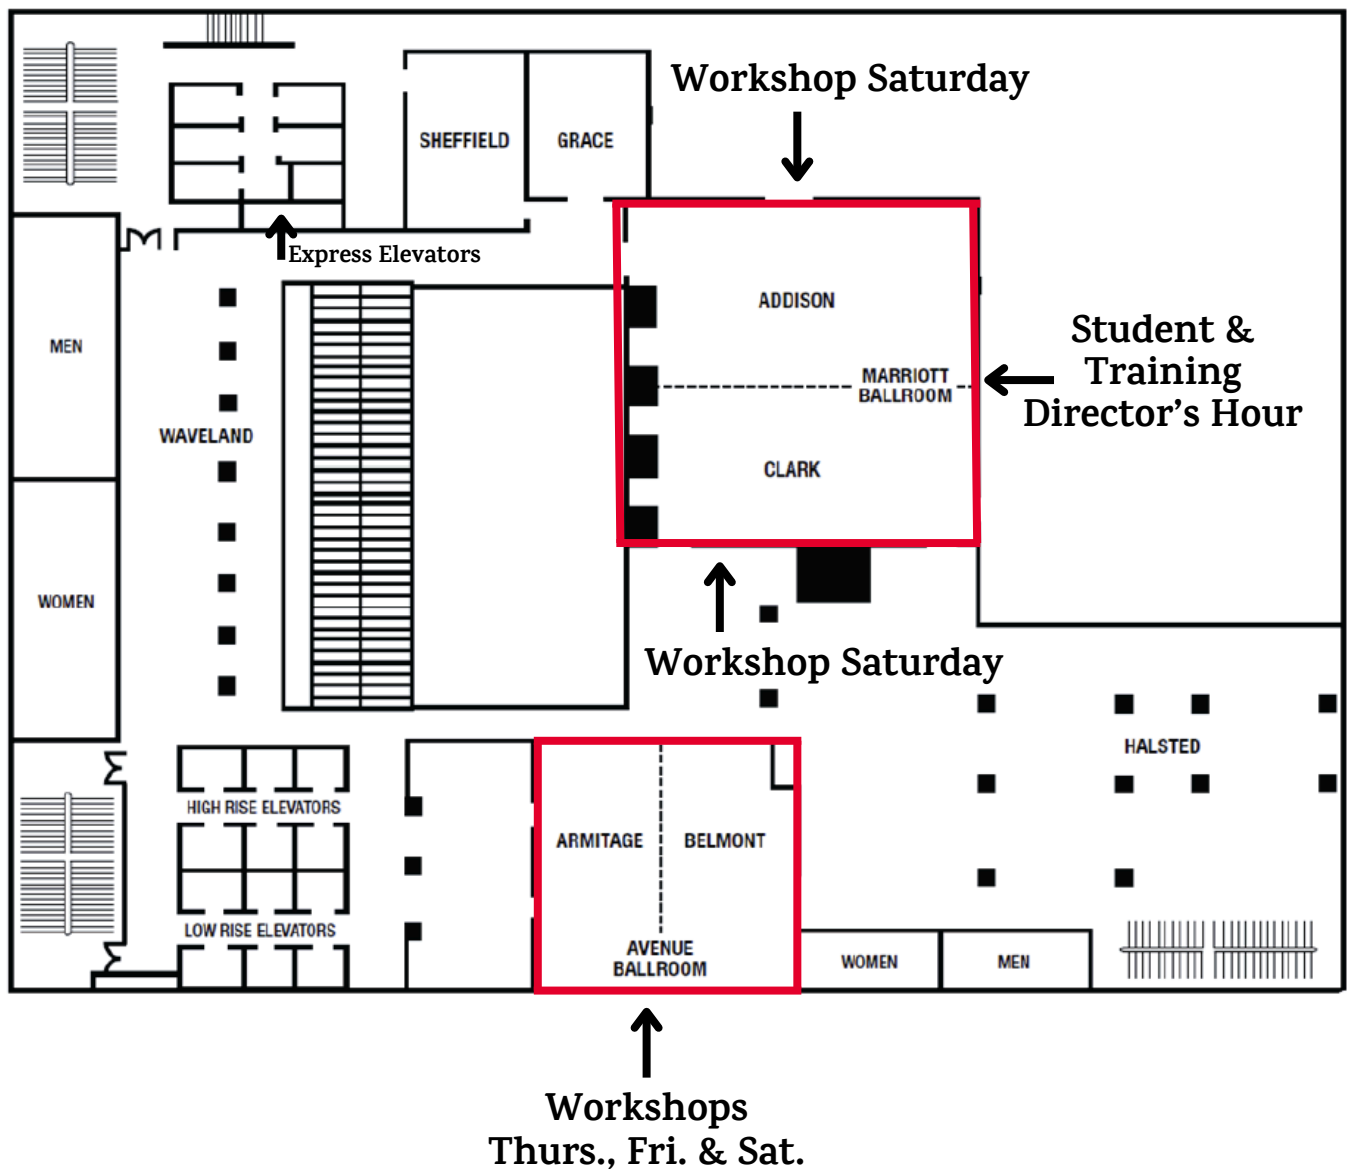 Workshop Saturday
SHEFFIELD
GRACE
Express Elevators
ADDISON
MEN
MARRIOTT
BALLROOM
Student &
Training
Director’s Hour
WAVELAND
CLARK
WOMEN
Workshop Saturday
HALSTED
HIGH RISE ELEVATORS
ARMITAGE
BELMONT
LOW RISE ELEVATORS
AVENUE
BALLROOM
WOMEN
MEN
Workshops
Thurs., Fri. & Sat.